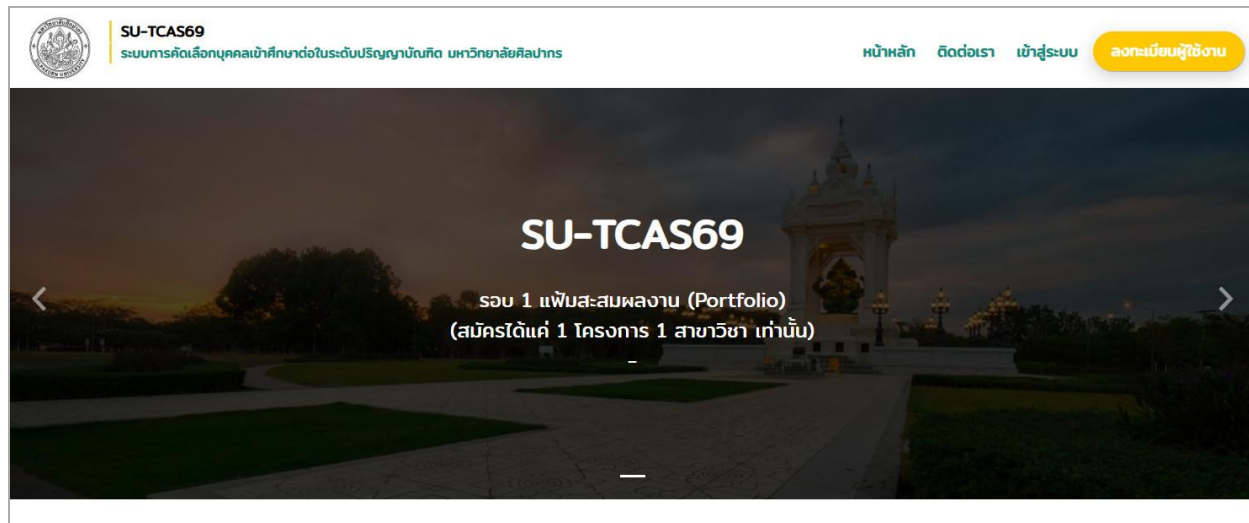 SU-TCAS69
ระบบการคัดเลือกบุคคลเข้าศึกษาต่อในระดับปริญญาบัณฑิต มหาวิทยาลัยศิลปากร
หน้าหลัก ติดต่อเรา เข้าสู่ระบบ ลงทะเบียนผู้ใช้งาน
SU-TCAS69
รอบ 1 แฟ้มสะสมผลงาน (Portfolio)
(สมัครได้แค่ 1 โครงการ 1 สาขาวิชา เท่านั้น)
-